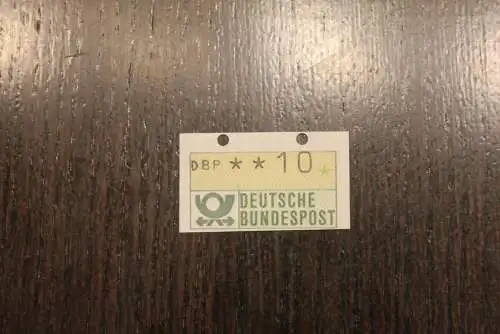 DBP **10 *
DEUTSCHE
BUNDESPOST